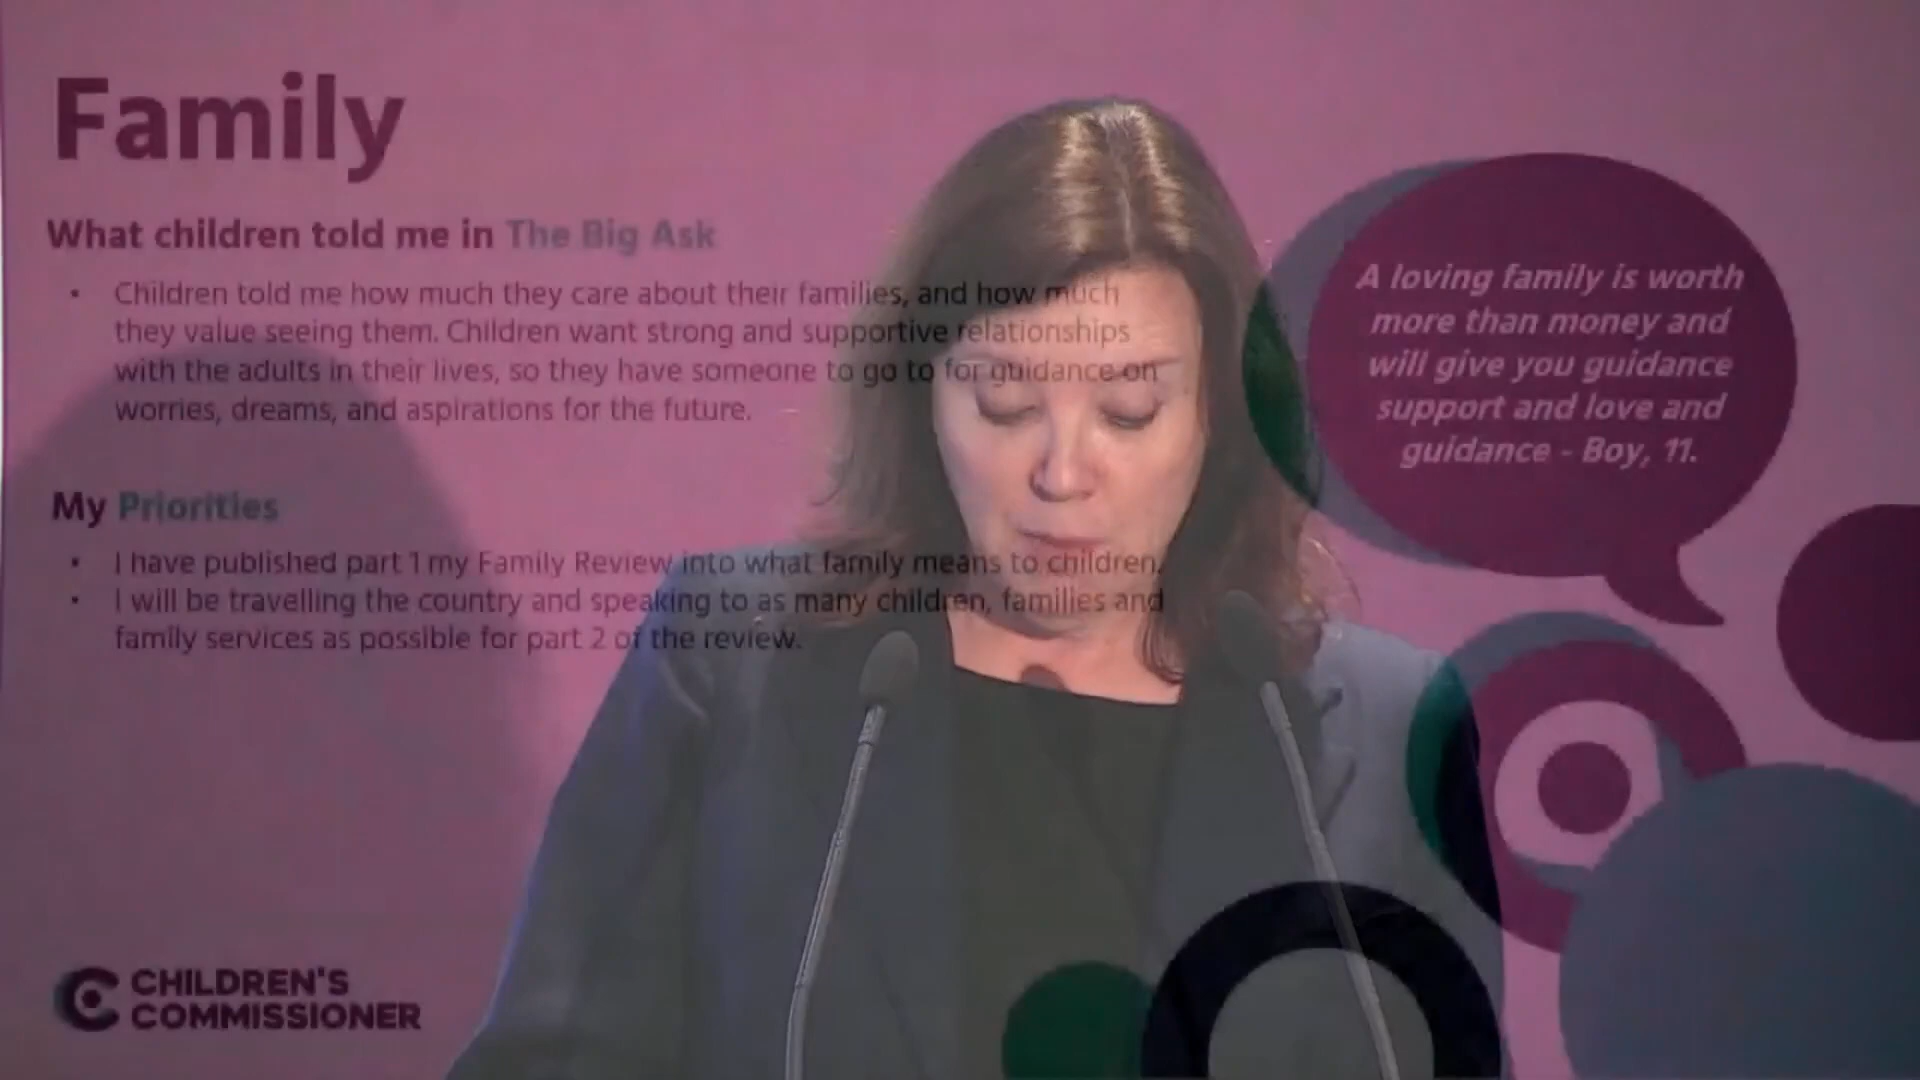 Family
What children told me in The Big Ask
• Children told me how much they care about their families, and how much
they value seeing them. Children want strong and supportive relationships
with the adults in their lives, so they have someone to go to for guidance on
worries, dreams, and aspirations for the future.
My Priorities
• I have published part 1 my Family Review into what family means to children.
• I will be travelling the country and speaking to as many children, families and
family services as possible for part 2 of the review.
A loving family is worth
more than money and
will give you guidance
support and love and
guidance - Boy, 11.
CHILDREN'S
COMMISSIONER